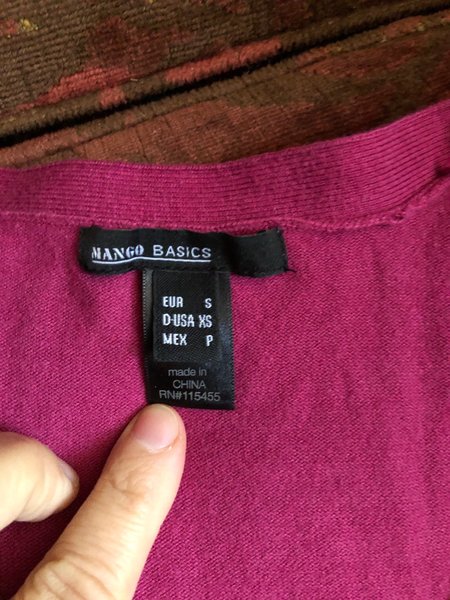 MANGO BASICS
EUR S
D-USA XS
MEX P
made in
CHINA
RN#115455